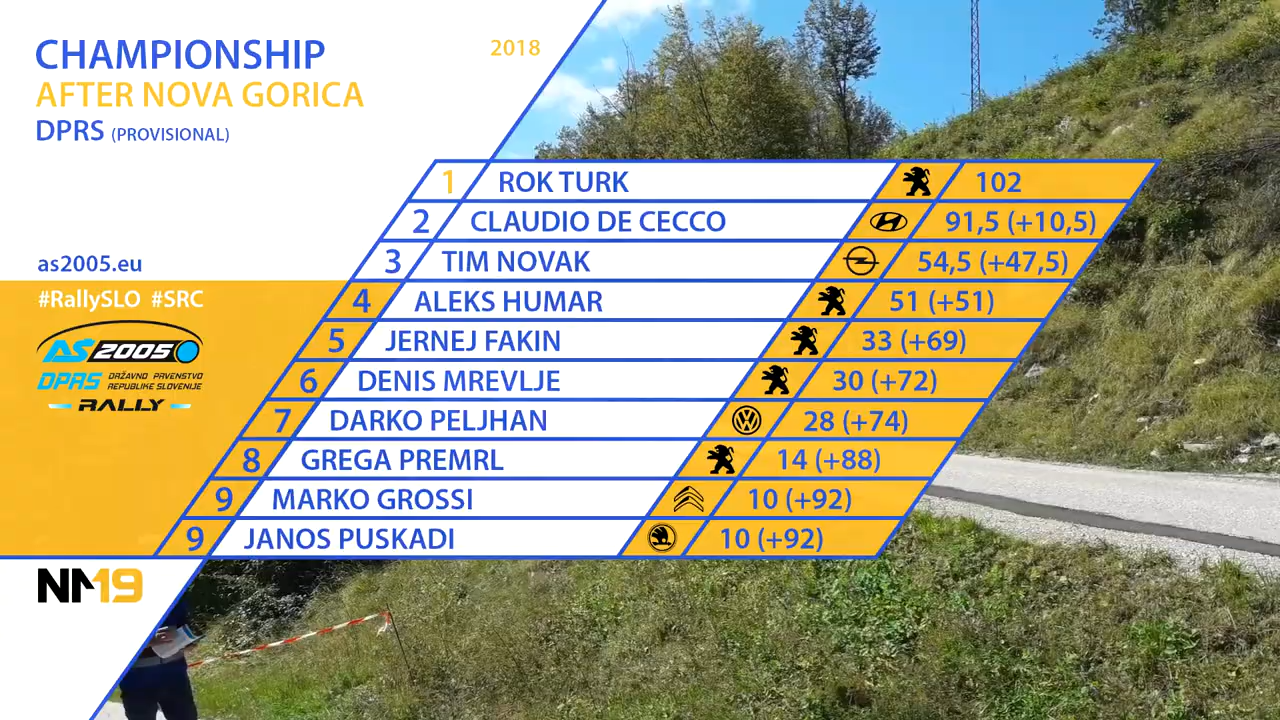 CHAMPIONSHIP
2018
AFTER NOVA GORICA
DPRS (PROVISIONAL)
1 ROK TURK 102
2 CLAUDIO DE CECCO 91,5 (+10,5)
3 TIM NOVAK 54,5 (+47,5)
4 ALEKS HUMAR 51 (+51)
5 JERNEJ FAKIN 33 (+69)
6 DENIS MREVLJE 30 (+72)
7 DARKO PELJHAN 28 (+74)
8 GREGA PREMRL 14 (+88)
9 MARKO GROSSI 10 (+92)
9 JANOS PUSKADI 10 (+92)
as2005.eu
#RallySLO #SRC
AS 2005
DPRS DRŽAVNO PRVENSTVO
REPUBLIKE SLOVENIJE
RALLY
NM19